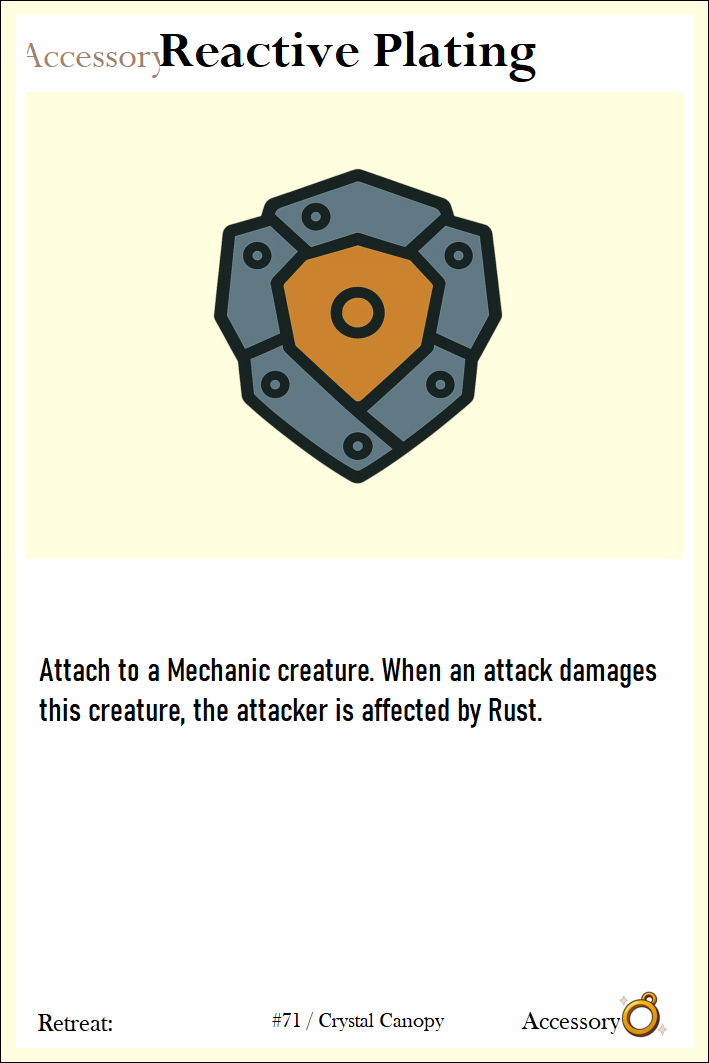 Accessory Reactive Plating
Attach to a Mechanic creature. When an attack damages
this creature, the attacker is affected by Rust.
Retreat: #71 / Crystal Canopy Accessory